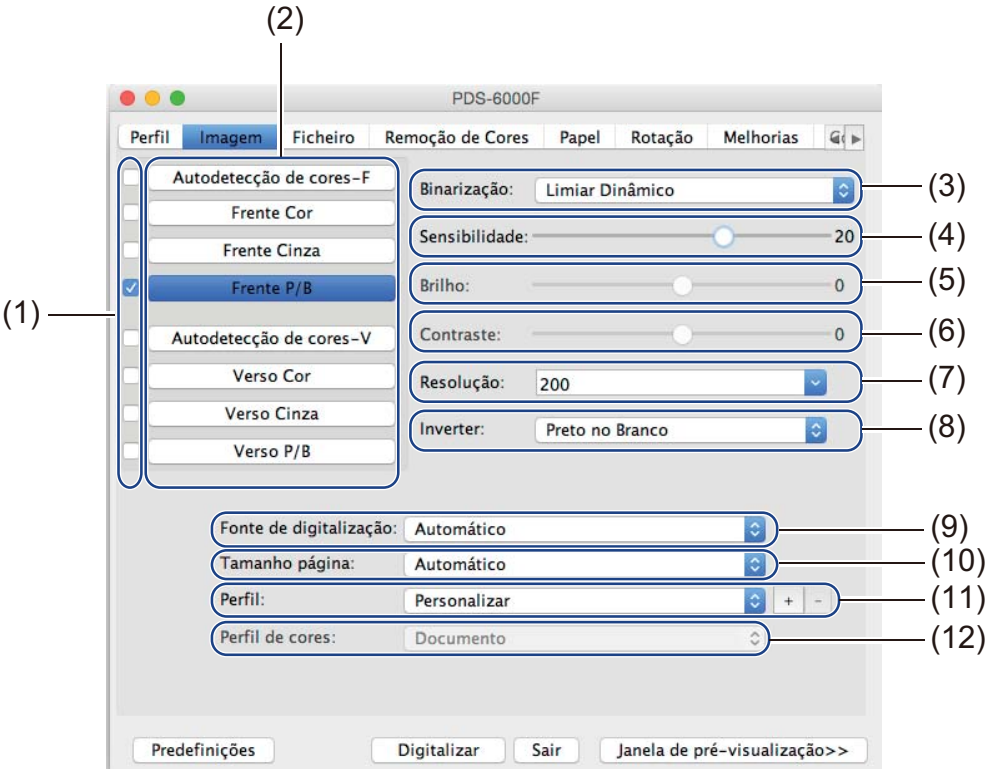 (2)
PDS-6000F
Perfil Imagem Ficheiro Remoção de Cores Papel Rotação Melhorias
Autodetecção de cores-F
Binarização: Limiar Dinâmico (3)
Frente Cor
Sensibilidade: 20 (4)
Frente Cinza
Frente P/B
Brilho: 0 (5)
(1)
Autodetecção de cores-V
Contraste: 0 (6)
Verso Cor
Resolução: 200 (7)
Verso Cinza
Inverter: Preto no Branco (8)
Verso P/B
Fonte de digitalização: Automático (9)
Tamanho página: Automático (10)
Perfil: Personalizar + - (11)
Perfil de cores: Documento (12)
Predefinições Digitalizar Sair Janela de pré-visualização>>